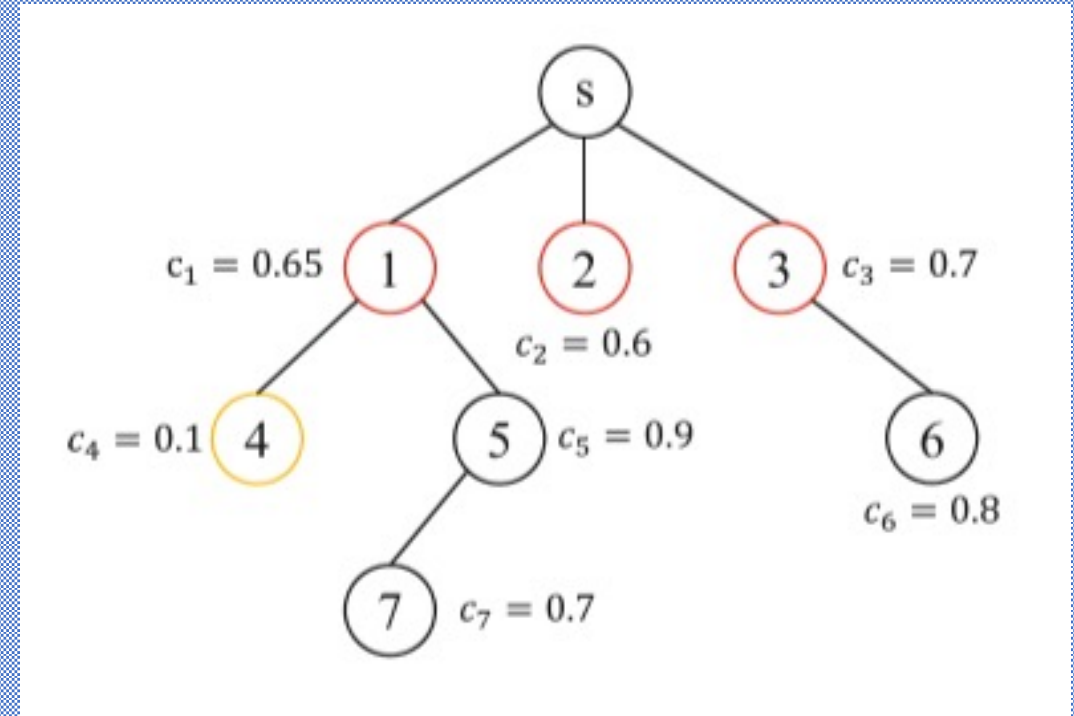 s
c₁ = 0.65 1 2 3 c₃ = 0.7
c₂ = 0.6
c₄ = 0.1 4 5 c₅ = 0.9 6
c₆ = 0.8
7 c₇ = 0.7